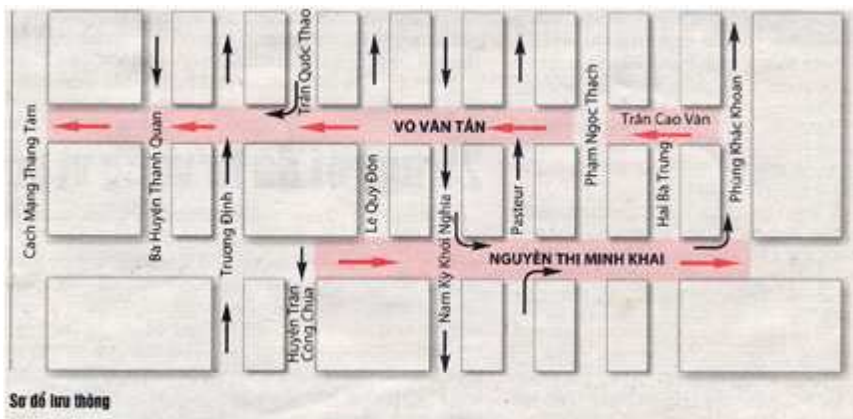 Trần Quốc Thảo
Cách Mạng Tháng Tám
Bà Huyện Thanh Quan
VÕ VĂN TẦN
Trần Cao Vân
Phạm Ngọc Thạch
Phùng Khắc Khoan
Trương Định
Lê Quý Đôn
Nam Kỳ Khởi Nghĩa
Pasteur
Hai Bà Trưng
NGUYỄN THỊ MINH KHAI
Huyền Trân
Công Chúa
Sơ đồ lưu thông